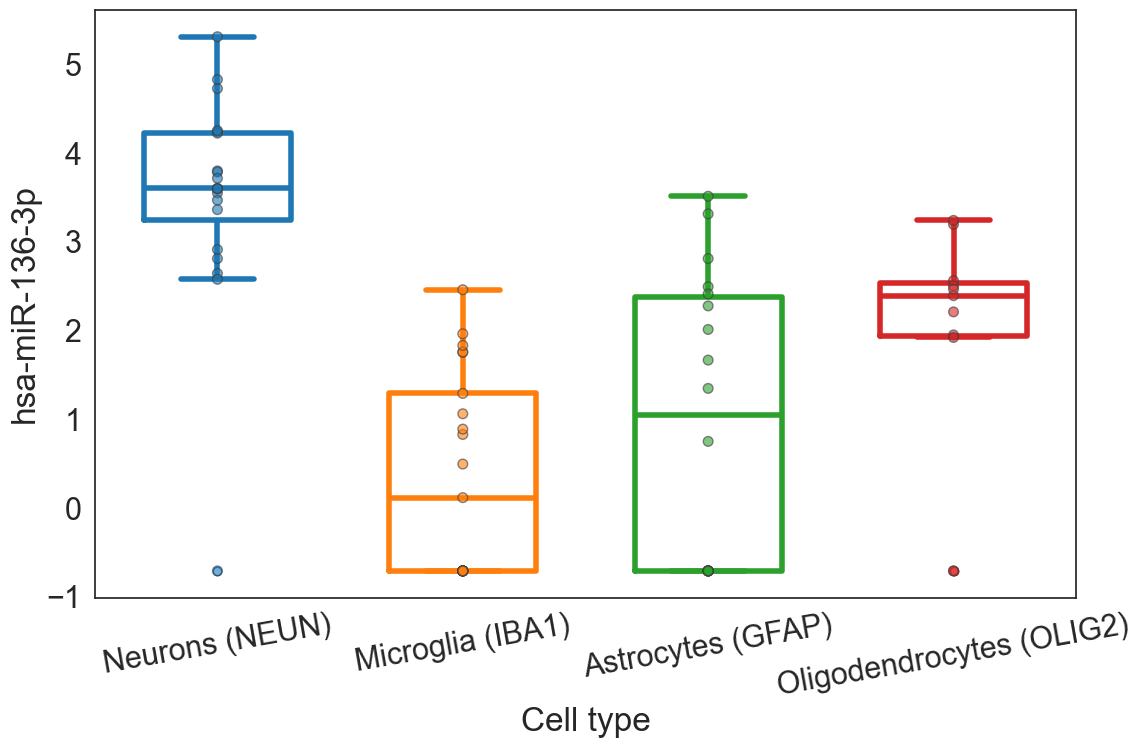 hsa-miR-136-3p
5
4
3
2
1
0
−1
Neurons (NEUN)
Microglia (IBA1)
Astrocytes (GFAP)
Oligodendrocytes (OLIG2)
Cell type